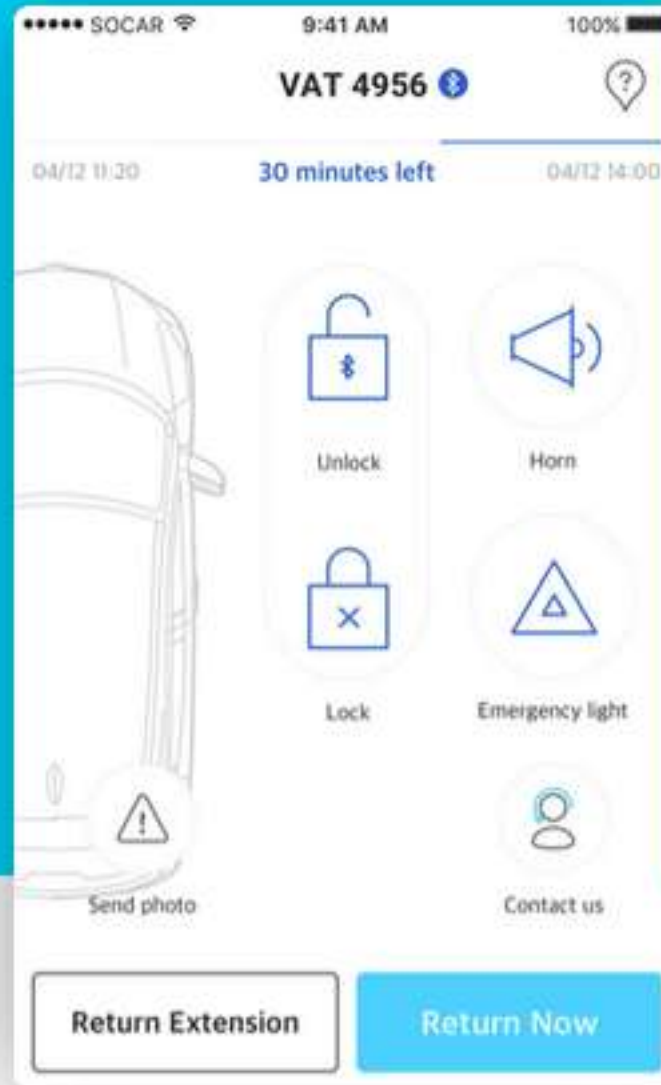 SOCAR 9:41 AM 100%
VAT 4956
?
04/12 11:20 30 minutes left 04/12 14:00
Unlock Horn
Lock Emergency light
Send photo Contact us
Return Extension Return Now